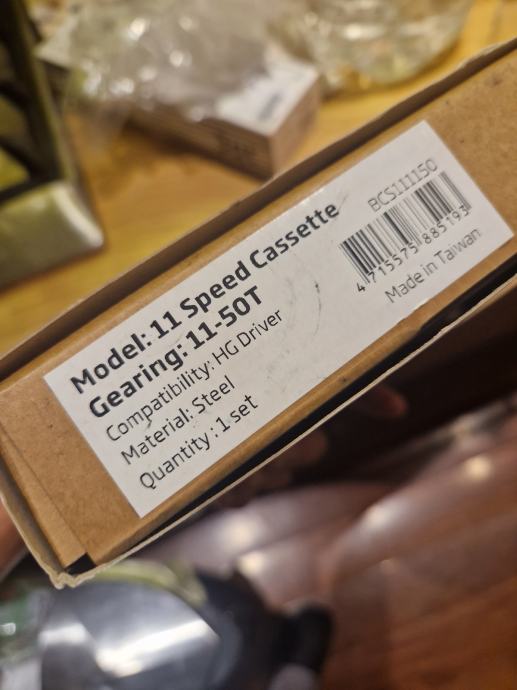 Model: 11 Speed Cassette
Gearing: 11-50T
Compatibility: HG Driver
Material: Steel
Quantity : 1 set
BCS111150
4 715575 885193
Made in Taiwan